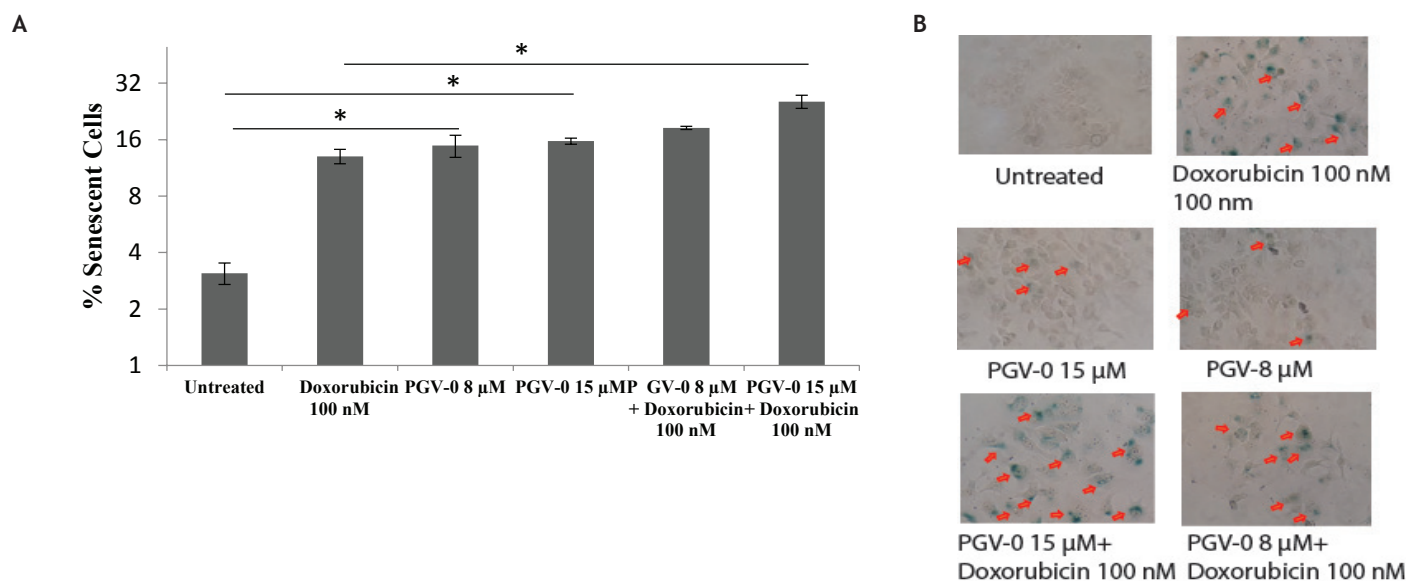 A
B
% Senescent Cells
32
16
8
4
2
1
*
*
*
Untreated
Doxorubicin
100 nM
PGV-0 8 µM
PGV-0 15 µMP
GV-0 8 µM
+ Doxorubicin
100 nM
PGV-0 15 µM
+ Doxorubicin
100 nM
Untreated
Doxorubicin 100 nM
100 nm
PGV-0 15 µM
PGV-8 µM
PGV-0 15 µM+
Doxorubicin 100 nM
PGV-0 8 µM+
Doxorubicin 100 nM